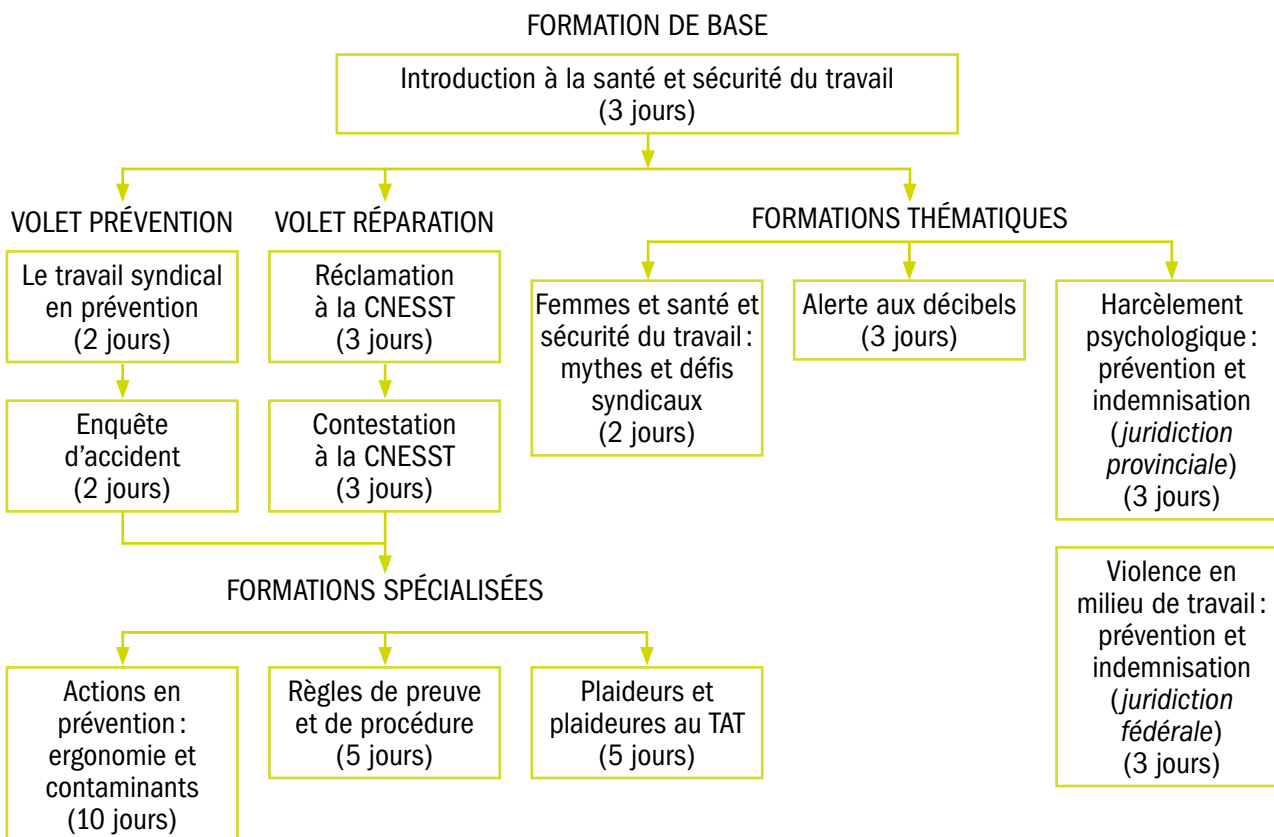 FORMATION DE BASE
Introduction à la santé et sécurité du travail
(3 jours)
VOLET PRÉVENTION
Le travail syndical
en prévention
(2 jours)
Enquête
d’accident
(2 jours)
VOLET RÉPARATION
Réclamation
à la CNESST
(3 jours)
Contestation
à la CNESST
(3 jours)
FORMATIONS THÉMATIQUES
Femmes et santé et
sécurité du travail :
mythes et défis
syndicaux
(2 jours)
Alerte aux décibels
(3 jours)
Harcèlement
psychologique :
prévention et
indemnisation
(juridiction
provinciale)
(3 jours)
Violence en
milieu de travail :
prévention et
indemnisation
(juridiction
fédérale)
(3 jours)
FORMATIONS SPÉCIALISÉES
Actions en
prévention :
ergonomie et
contaminants
(10 jours)
Règles de preuve
et de procédure
(5 jours)
Plaideurs et
plaideures au TAT
(5 jours)